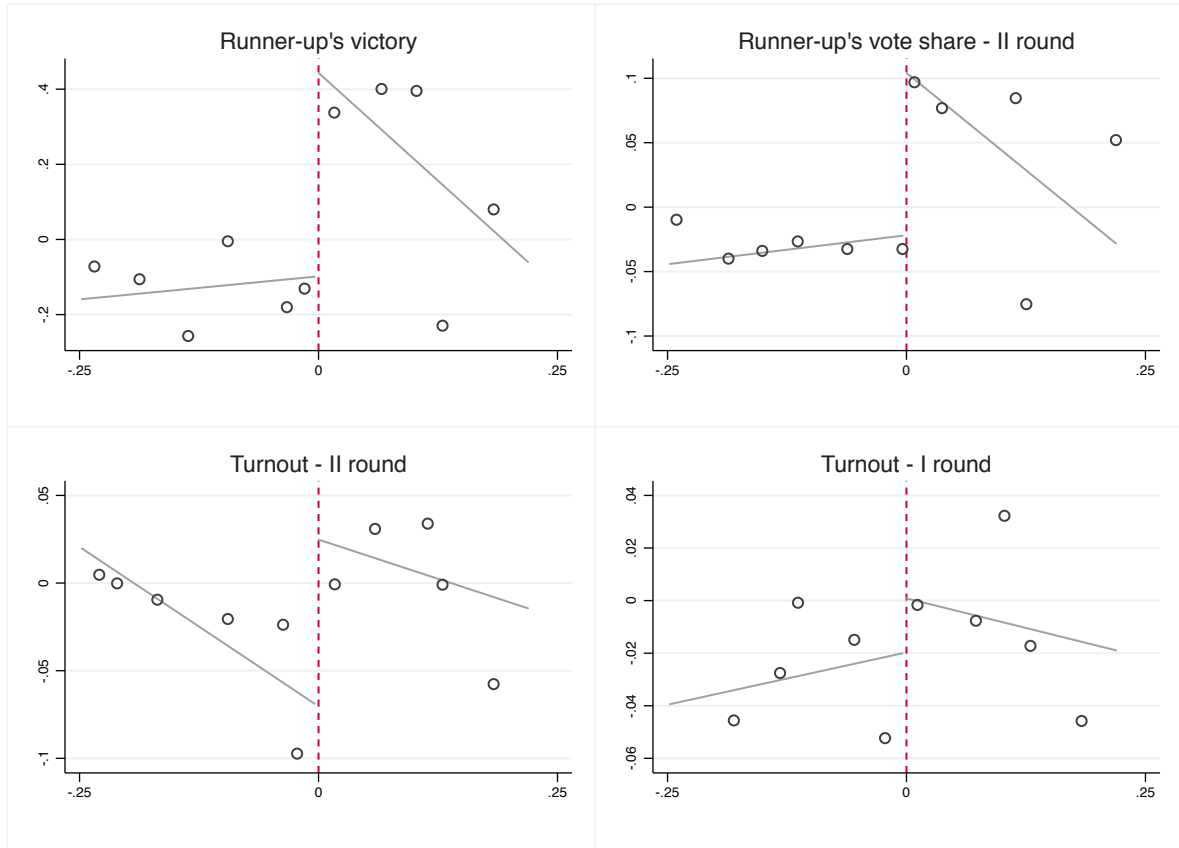 Runner-up's victory
.4
.2
0
-.2
-.25 0 .25
Runner-up's vote share - II round
.1
.05
0
-.05
-.1
-.25 0 .25
Turnout - II round
.05
0
-.05
-.1
-.25 0 .25
Turnout - I round
.04
.02
0
-.02
-.04
-.06
-.25 0 .25